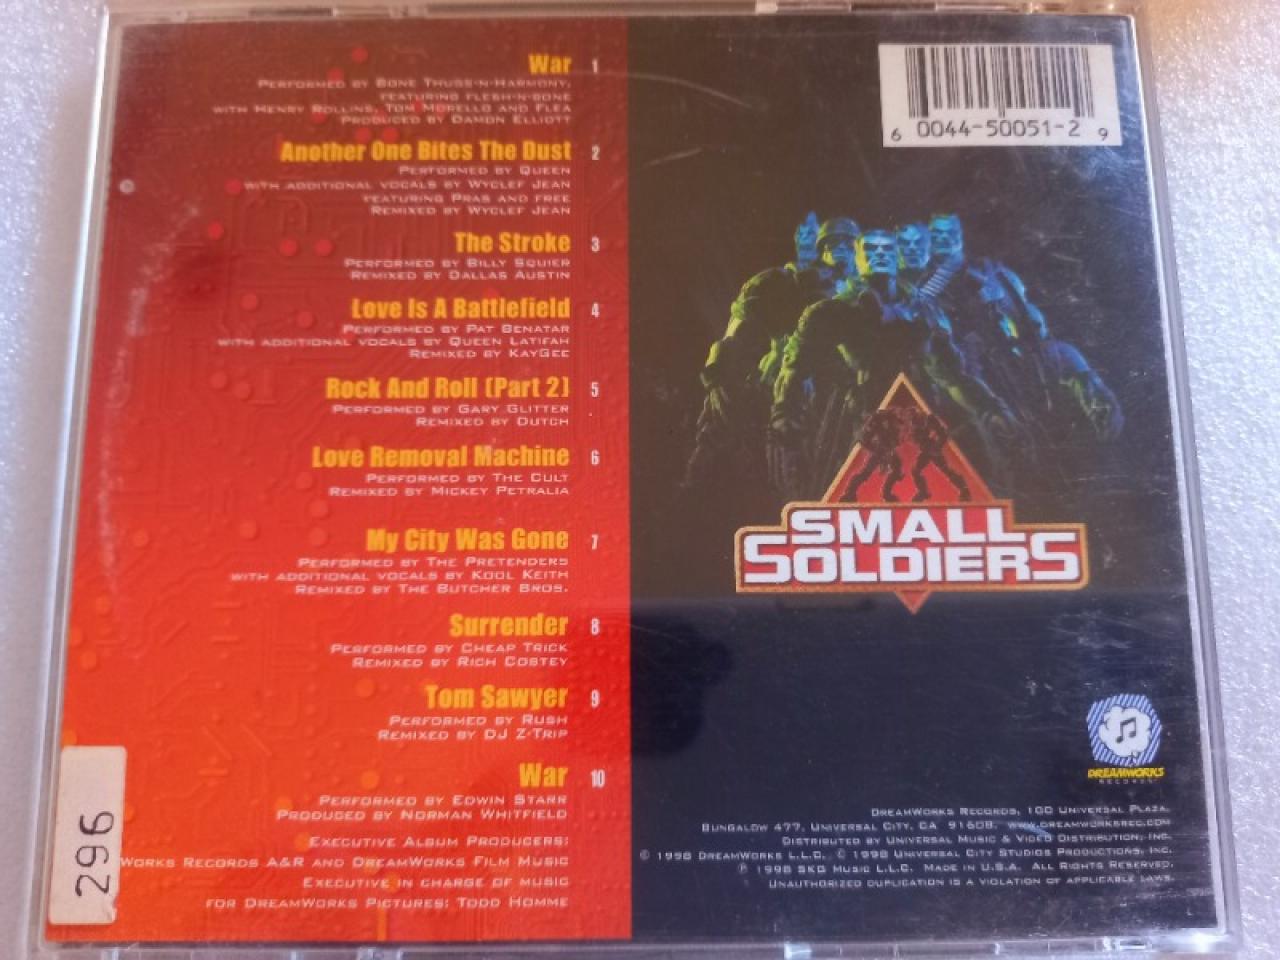 War 1
Performed by Bone Thugs-n-Harmony,
featuring Flesh-n-Bone
with Henry Rollins, Tom Morello and Flea
Produced by Damon Elliott
Another One Bites The Dust 2
Performed by Queen
with additional vocals by Wyclef Jean
featuring Pras and Free
Remixed by Wyclef Jean
The Stroke 3
Performed by Billy Squier
Remixed by Dallas Austin
Love Is A Battlefield 4
Performed by Pat Benatar
with additional vocals by Queen Latifah
Remixed by KayGee
Rock And Roll (Part 2) 5
Performed by Gary Glitter
Remixed by Dutch
Love Removal Machine 6
Performed by The Cult
Remixed by Mickey Petralia
My City Was Gone 7
Performed by The Pretenders
with additional vocals by Kool Keith
Remixed by The Butcher Bros.
Surrender 8
Performed by Cheap Trick
Remixed by Rich Costey
Tom Sawyer 9
Performed by Rush
Remixed by DJ Z-Trip
War 10
Performed by Edwin Starr
Produced by Norman Whitfield
Executive Album Producers:
Works Records A&R and DreamWorks Film Music
Executive in charge of music
for DreamWorks Pictures: Todd Homme
296
6 0044-50051-2 9
SMALL
SOLDIERS
DREAMWORKS
RECORDS
DreamWorks Records, 100 Universal Plaza,
Bungalow 477, Universal City, CA 91608. www.dreamworksrec.com
Distributed by Universal Music & Video Distribution, Inc.
© 1998 DreamWorks L.L.C. © 1998 Universal City Studios Productions, Inc.
℗ 1998 SKG Music L.L.C. Made in U.S.A. All Rights Reserved.
Unauthorized duplication is a violation of applicable laws.